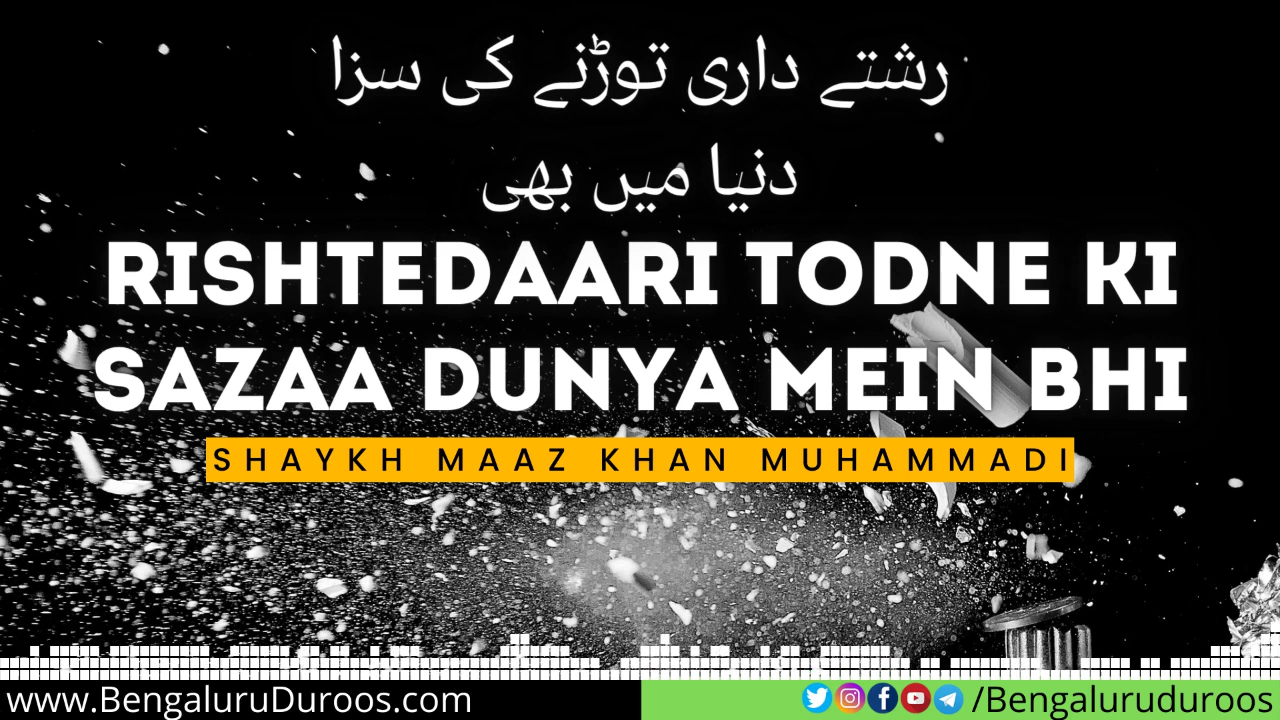 رشتے داری توڑنے کی سزا
دنیا میں بھی
RISHTEDAARI TODNE KI
SAZAA DUNYA MEIN BHI
SHAYKH MAAZ KHAN MUHAMMADI
www.BengaluruDuroos.com
/Bengaluruduroos